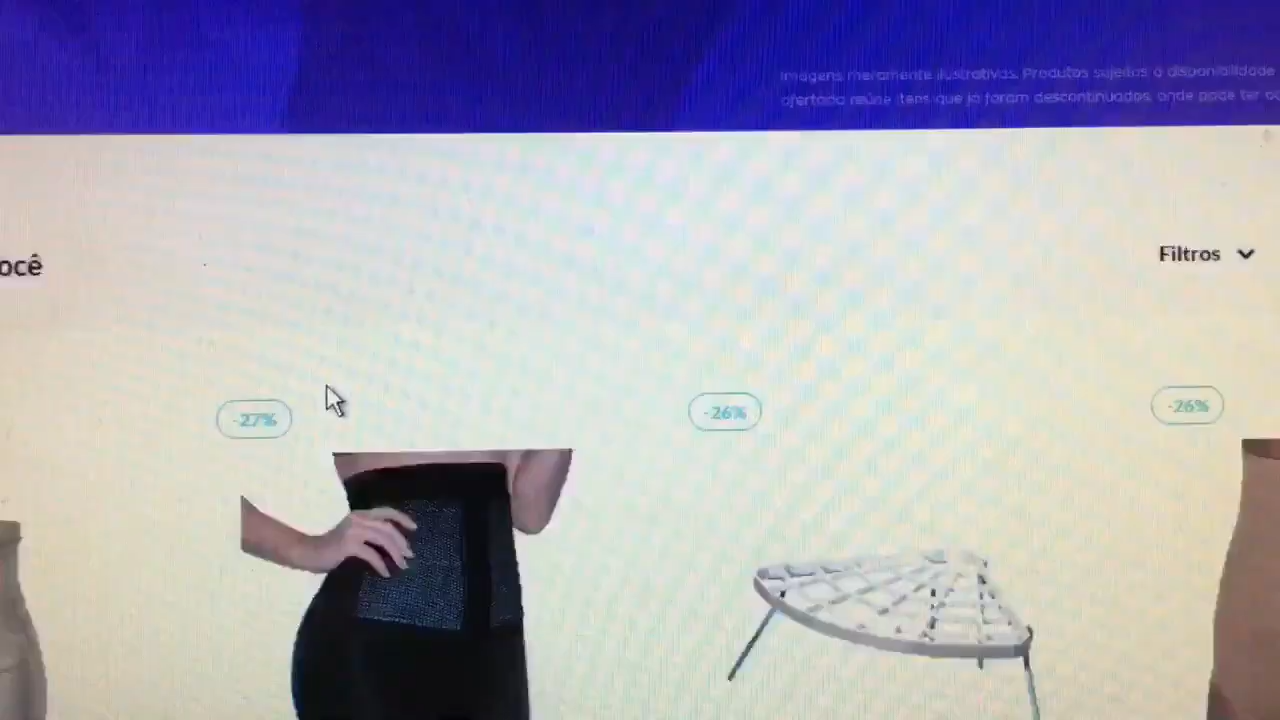 Imagens meramente ilustrativas. Produtos sujeitos a disponibilidade
ofertado reúne itens que já foram descontinuados, onde pode ter
ocê
Filtros
-27%
-26%
-26%